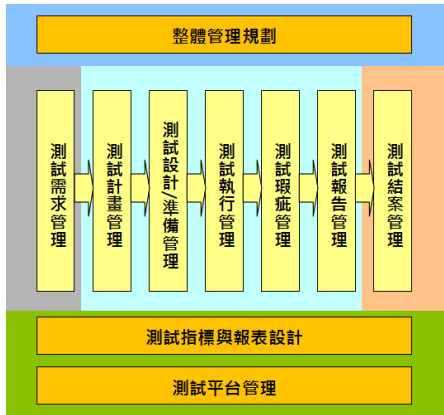 整體管理規劃
測試需求管理
測試計畫管理
測試設計/準備管理
測試執行管理
測試瑕疵管理
測試報告管理
測試結案管理
測試指標與報表設計
測試平台管理